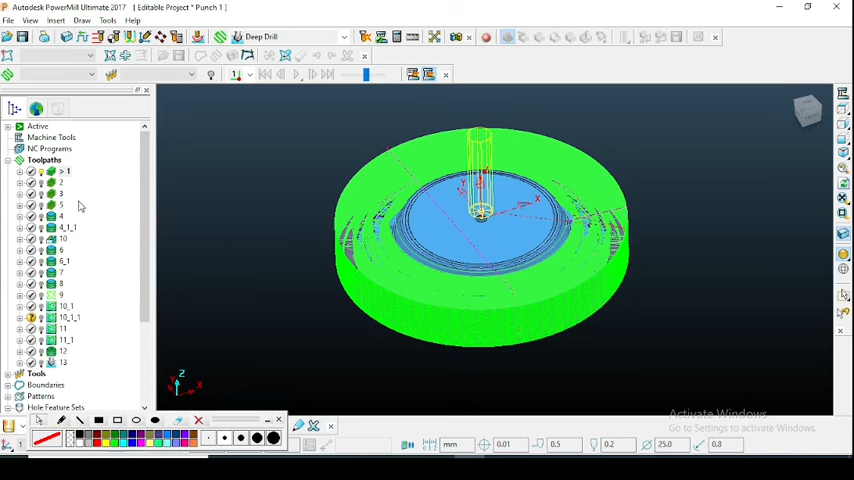 Autodesk PowerMill Ultimate 2017 - [Editable Project * Punch 1 ]
File View Insert Draw Tools Help
Deep Drill
1
Active
Machine Tools
NC Programs
Toolpaths
> 1
2
3
5
4
4_1_1
10
6
6_1
7
8
9
10_1
10_1_1
11
11_1
12
13
Tools
Boundaries
Patterns
Hole Feature Sets
Y
X
Z
X
Activate Windows
Go to Settings to activate Windows.
1
mm
0.01
0.5
0.2
25.0
0.8